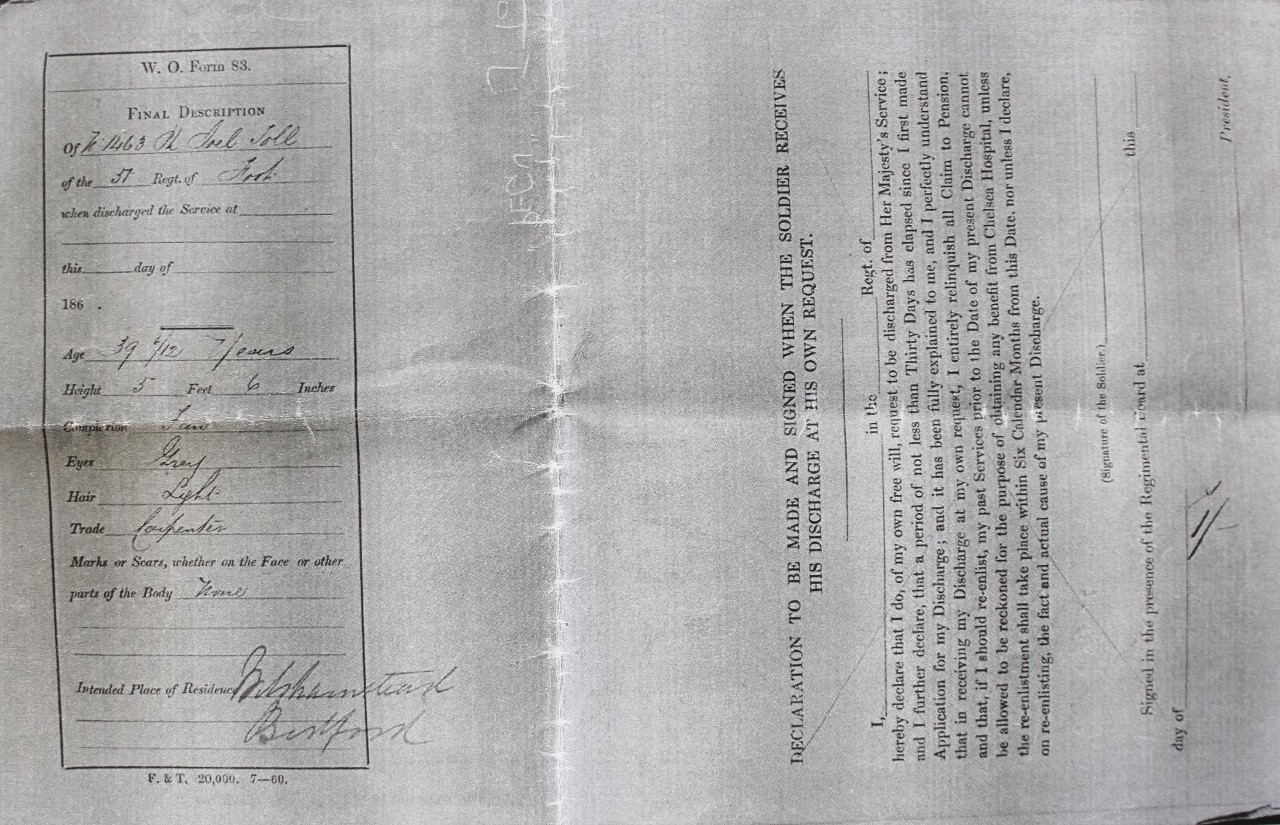 W. O. Form 83.
FINAL DESCRIPTION
Of No 1463 Joel Toll
of the 57 Regt. of Foot
when discharged the Service at
this day of
186 .
Age 39 /12 Years
Height 5 Feet 6 Inches
Complexion Fair
Eyes Grey
Hair Light
Trade Carpenter
Marks or Scars, whether on the Face or other
parts of the Body None
Intended Place of Residence Wilshamstead
Bedford
F. & T. 20,000. 7—60.
DECLARATION TO BE MADE AND SIGNED WHEN THE SOLDIER RECEIVES
HIS DISCHARGE AT HIS OWN REQUEST.
I, in the Regt. of
hereby declare that I do, of my own free will, request to be discharged from Her Majesty's Service;
and I further declare, that a period of not less than Thirty Days has elapsed since I first made
Application for my Discharge; and it has been fully explained to me, and I perfectly understand
that in receiving my Discharge at my own request, I entirely relinquish all Claim to Pension,
and that, if I should re-enlist, my past Services prior to the Date of my present Discharge cannot
be allowed to be reckoned for the purpose of obtaining any benefit from Chelsea Hospital, unless
the re-enlistment shall take place within Six Calendar Months from this Date, nor unless I declare,
on re-enlisting, the fact and actual cause of my present Discharge.
(Signature of the Soldier.)
Signed in the presence of the Regimental Board at this
day of
President.